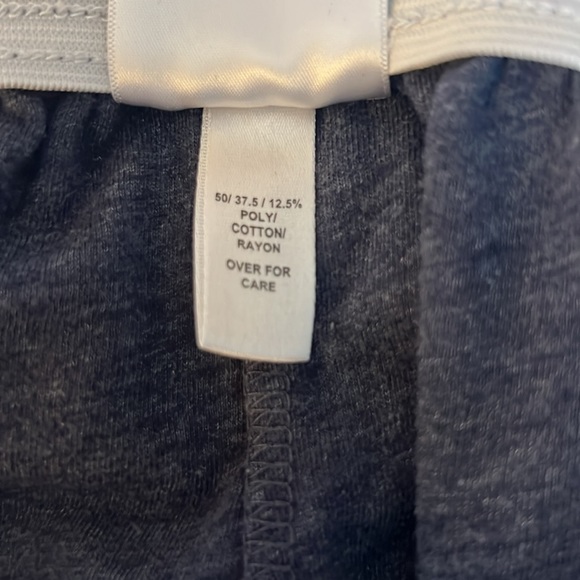 50/ 37.5 / 12.5%
POLY/
COTTON/
RAYON
OVER FOR
CARE